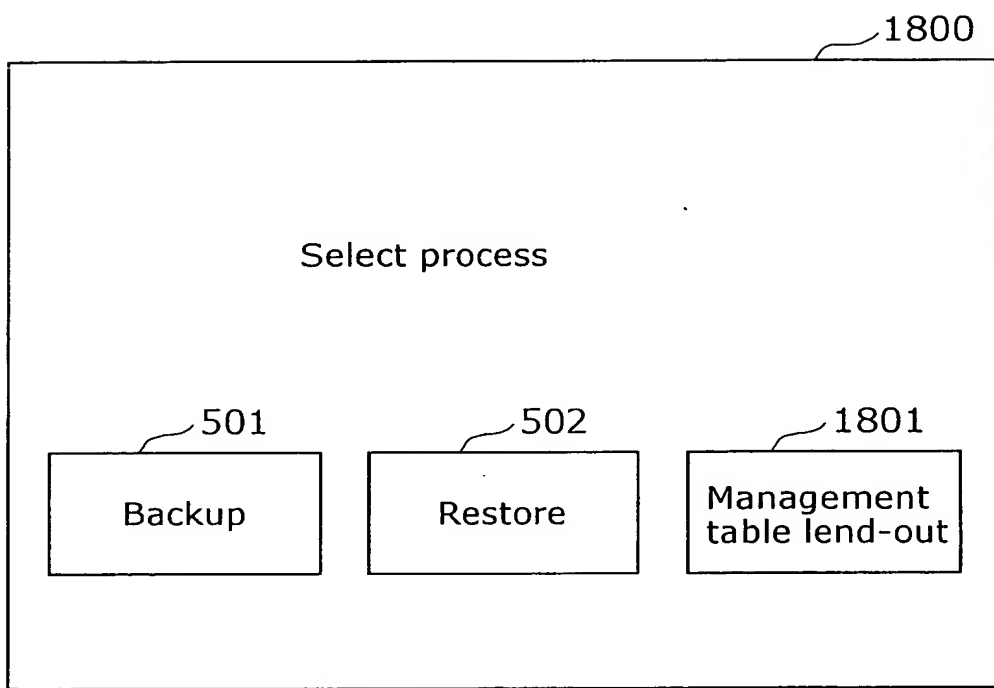 1800
Select process
501
502
1801
Backup
Restore
Management
table lend-out